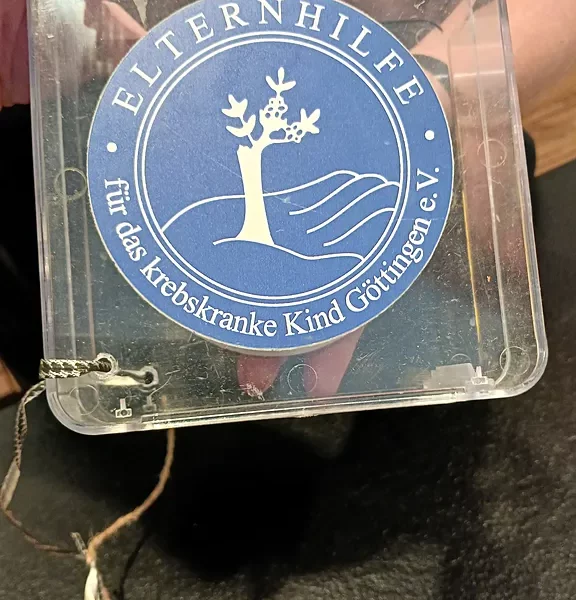 ELTERNHILFE
für das krebskranke Kind Göttingen e.V.